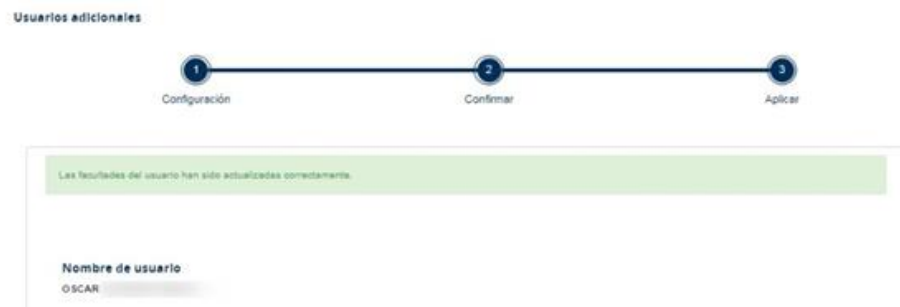 Usuarios adicionales
1
2
3
Configuración
Confirmar
Aplicar
Las facultades del usuario han sido actualizadas correctamente.
Nombre de usuario
OSCAR